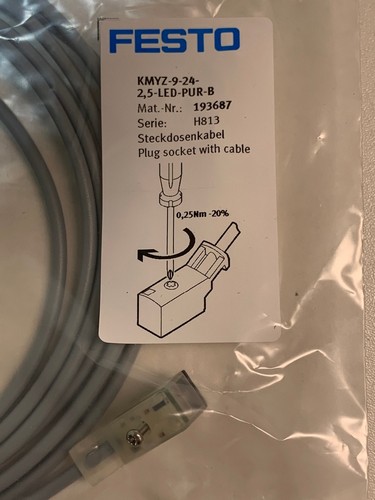 FESTO
KMYZ-9-24-
2,5-LED-PUR-B
Mat.-Nr.: 193687
Serie: H813
Steckdosenkabel
Plug socket with cable
0,25Nm -20%